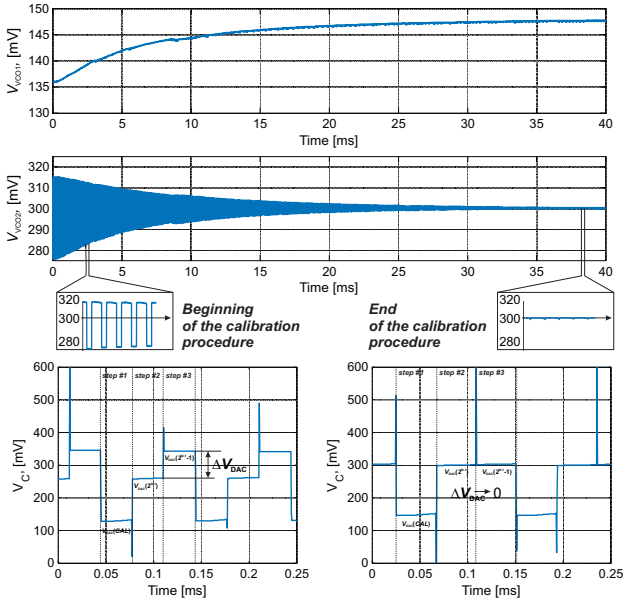 V_VCO1, [mV]
150
145
140
135
130
0 5 10 15 20 25 30 35 40
Time [ms]
V_VCO2, [mV]
320
310
300
290
280
0 5 10 15 20 25 30 35 40
Time [ms]
320
300
280
Beginning
of the calibration
procedure
End
of the calibration
procedure
320
300
280
V_C, [mV]
600
500
400
300
200
100
0
step #1 step #2 step #3
ΔV_DAC
0 0.05 0.1 0.15 0.2 0.25
Time [ms]
V_C, [mV]
600
500
400
300
200
100
0
step #1 step #2 step #3
ΔV_DAC → 0
0 0.05 0.1 0.15 0.2 0.25
Time [ms]